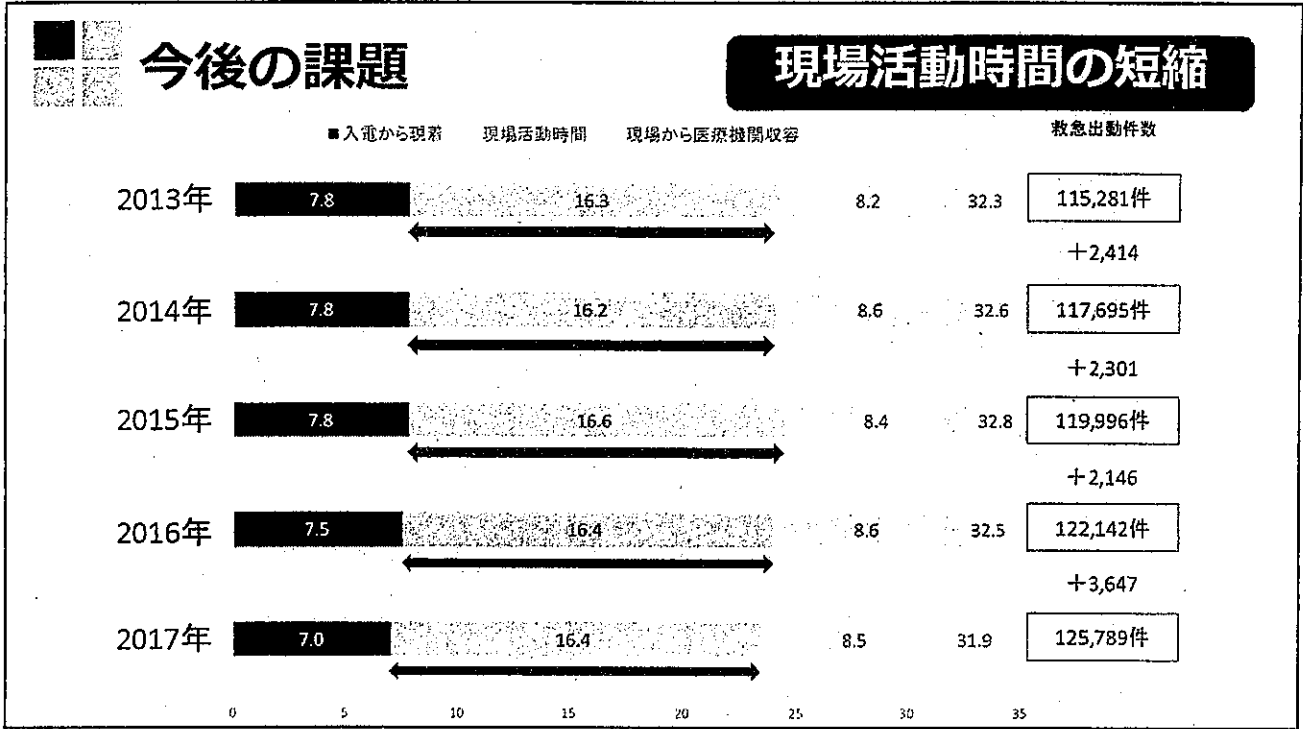 今後の課題
現場活動時間の短縮
■入電から現着 現場活動時間 現場から医療機関収容
救急出動件数
2013年 7.8 16.3 8.2 32.3 115,281件
+2,414
2014年 7.8 16.2 8.6 32.6 117,695件
+2,301
2015年 7.8 16.6 8.4 32.8 119,996件
+2,146
2016年 7.5 16.4 8.6 32.5 122,142件
+3,647
2017年 7.0 16.4 8.5 31.9 125,789件
0 5 10 15 20 25 30 35